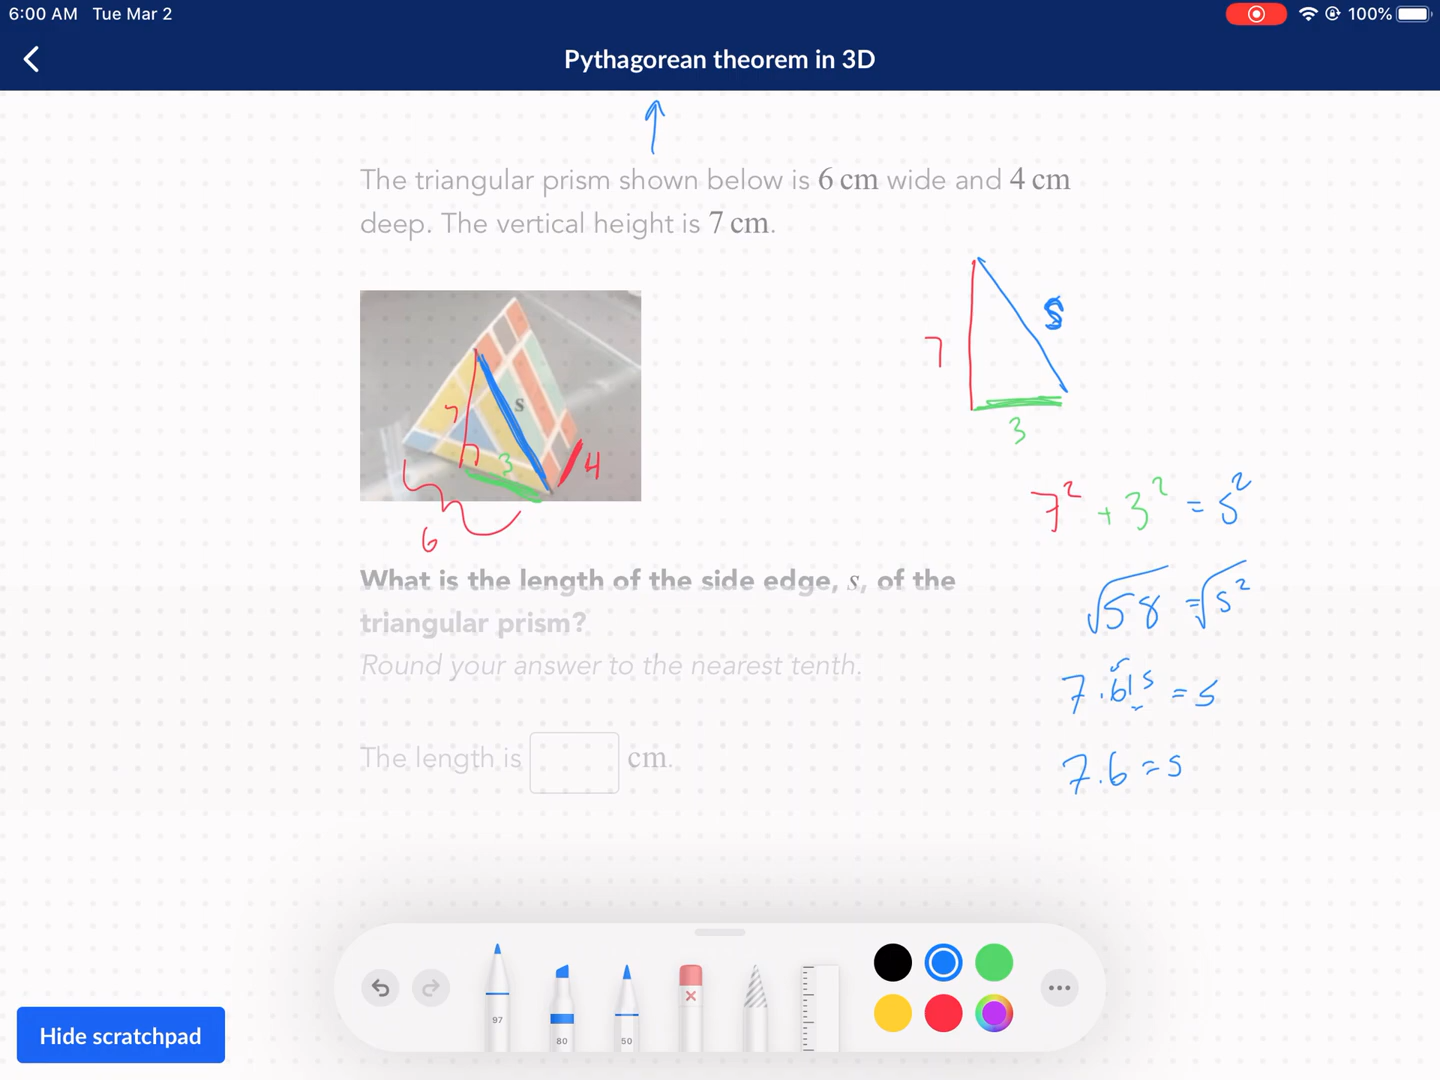 6:00 AM Tue Mar 2
100%
Pythagorean theorem in 3D
The triangular prism shown below is 6 cm wide and 4 cm
deep. The vertical height is 7 cm.
7
s
3
4
6
7
s
3
7² + 3² = s²
√58 = √s²
7.615 = s
7.6 = s
What is the length of the side edge, s, of the
triangular prism?
Round your answer to the nearest tenth.
The length is
cm.
97
80
50
Hide scratchpad